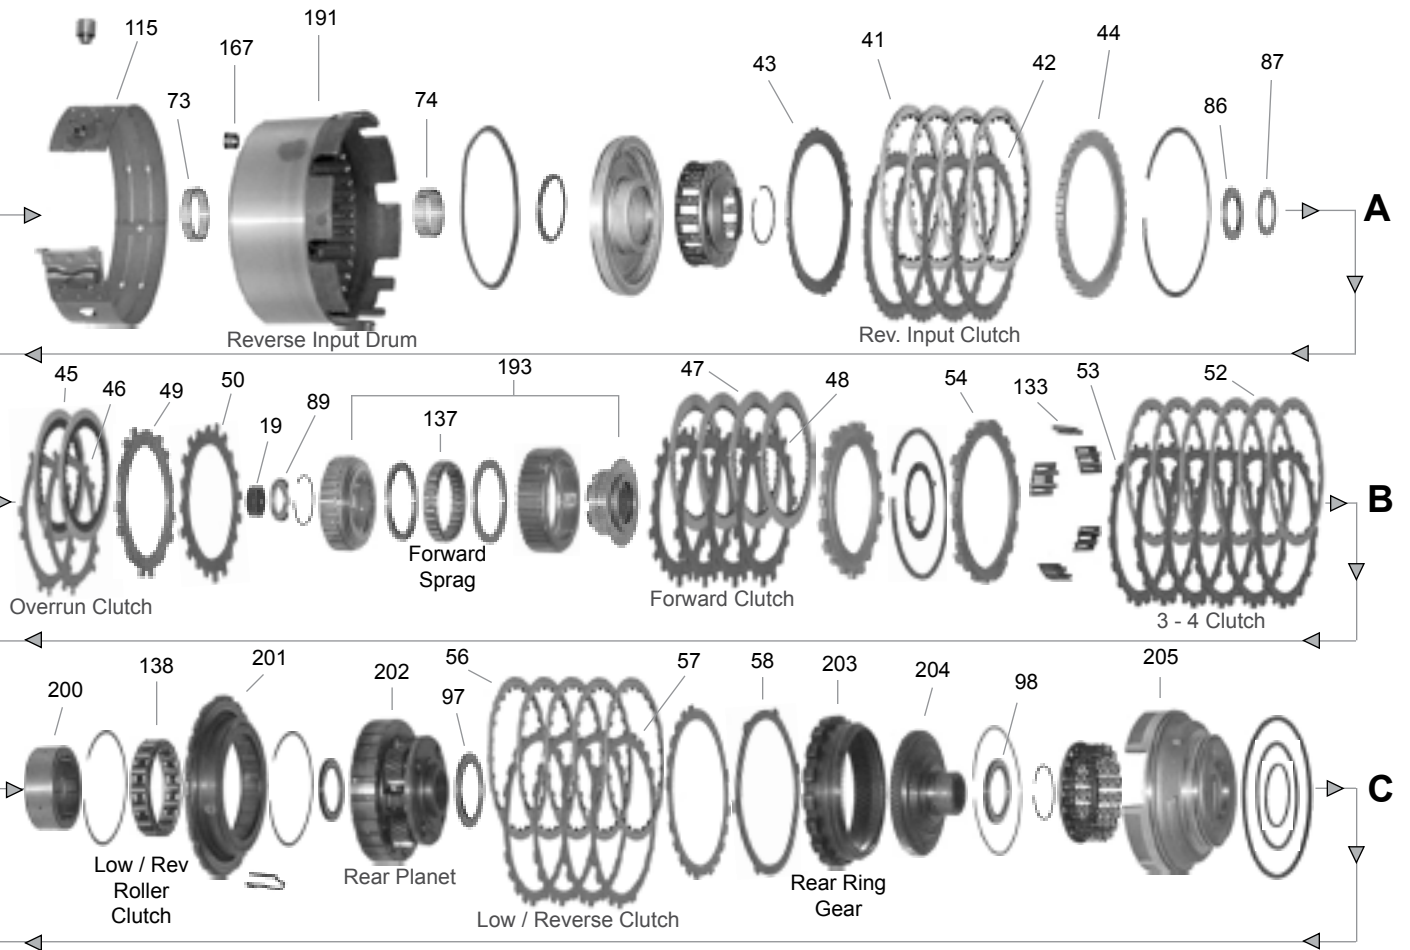 115
73
167
191
74
43
41
42
44
86
87
A
Reverse Input Drum
Rev. Input Clutch
45
46
49
50
19
89
193
137
47
48
54
133
53
52
B
Forward
Sprag
Overrun Clutch
Forward Clutch
3 - 4 Clutch
200
138
201
202
97
56
57
58
203
204
98
205
C
Low / Rev
Roller
Clutch
Rear Planet
Low / Reverse Clutch
Rear Ring
Gear